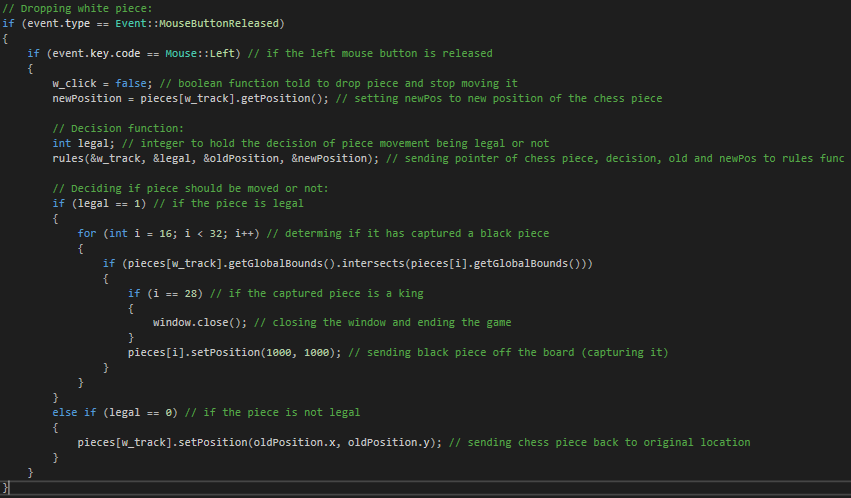 // Dropping white piece:
if (event.type == Event::MouseButtonReleased)
{
    if (event.key.code == Mouse::Left) // if the left mouse button is released
    {
        w_click = false; // boolean function told to drop piece and stop moving it
        newPosition = pieces[w_track].getPosition(); // setting newPos to new position of the chess piece

        // Decision function:
        int legal; // integer to hold the decision of piece movement being legal or not
        rules(&w_track, &legal, &oldPosition, &newPosition); // sending pointer of chess piece, decision, old and newPos to rules func

        // Deciding if piece should be moved or not:
        if (legal == 1) // if the piece is legal
        {
            for (int i = 16; i < 32; i++) // determing if it has captured a black piece
            {
                if (pieces[w_track].getGlobalBounds().intersects(pieces[i].getGlobalBounds()))
                {
                    if (i == 28) // if the captured piece is a king
                    {
                        window.close(); // closing the window and ending the game
                    }
                    pieces[i].setPosition(1000, 1000); // sending black piece off the board (capturing it)
                }
            }
        }
        else if (legal == 0) // if the piece is not legal
        {
            pieces[w_track].setPosition(oldPosition.x, oldPosition.y); // sending chess piece back to original location
        }
    }
}